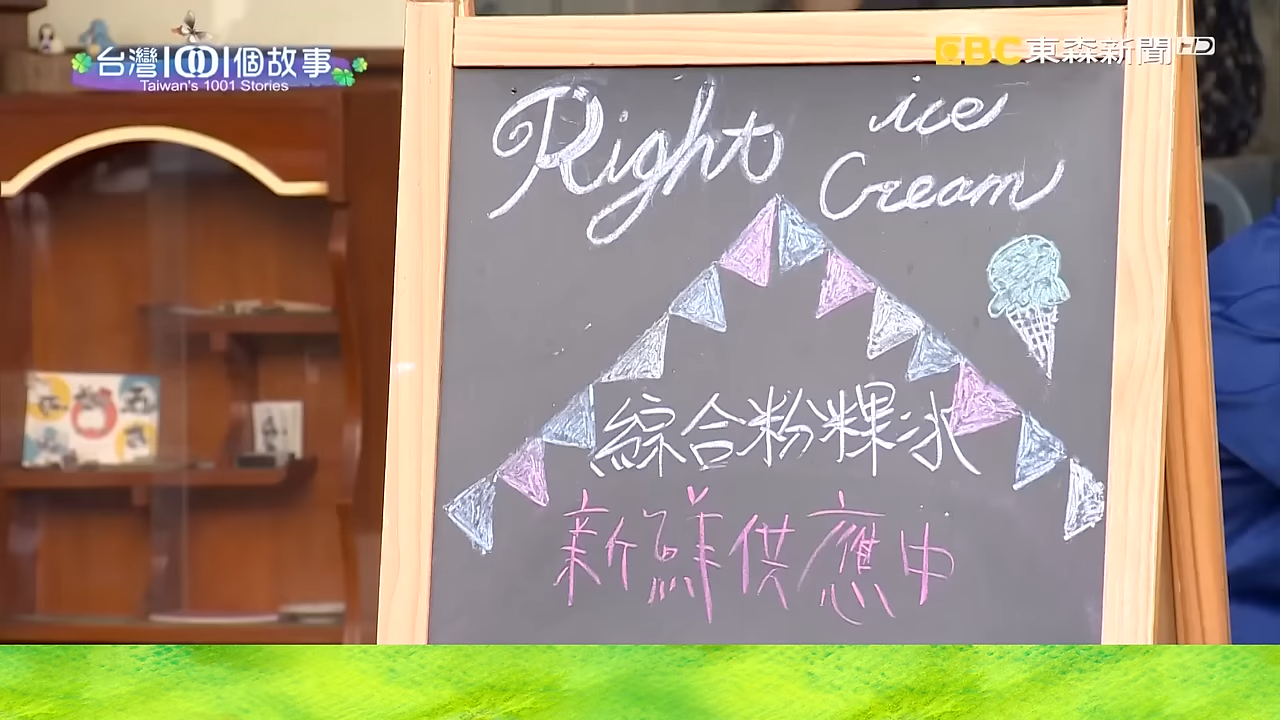 台灣1001個故事
Taiwan's 1001 Stories
EBC東森新聞HD
Right ice
Cream
綜合粉粿冰
新鮮供應中